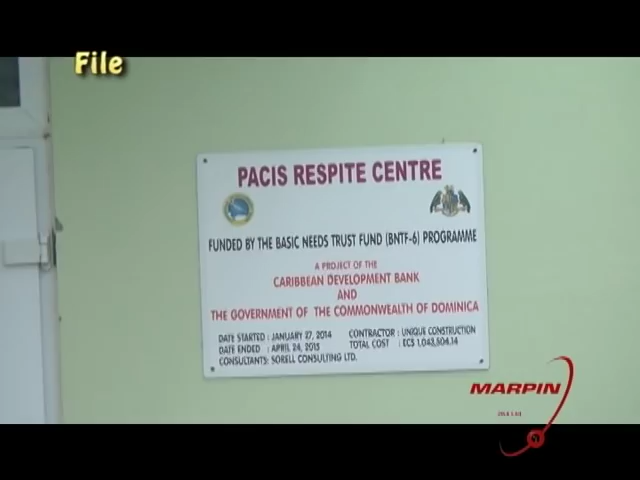 File
PACIS RESPITE CENTRE
FUNDED BY THE BASIC NEEDS TRUST FUND (BNTF-6) PROGRAMME
A PROJECT OF THE
CARIBBEAN DEVELOPMENT BANK
AND
THE GOVERNMENT OF THE COMMONWEALTH OF DOMINICA
DATE STARTED : JANUARY 27, 2014 CONTRACTOR : UNIQUE CONSTRUCTION
DATE ENDED : APRIL 24, 2015 TOTAL COST : EC$ 1,043,504.14
CONSULTANTS: SORELL CONSULTING LTD.
MARPIN